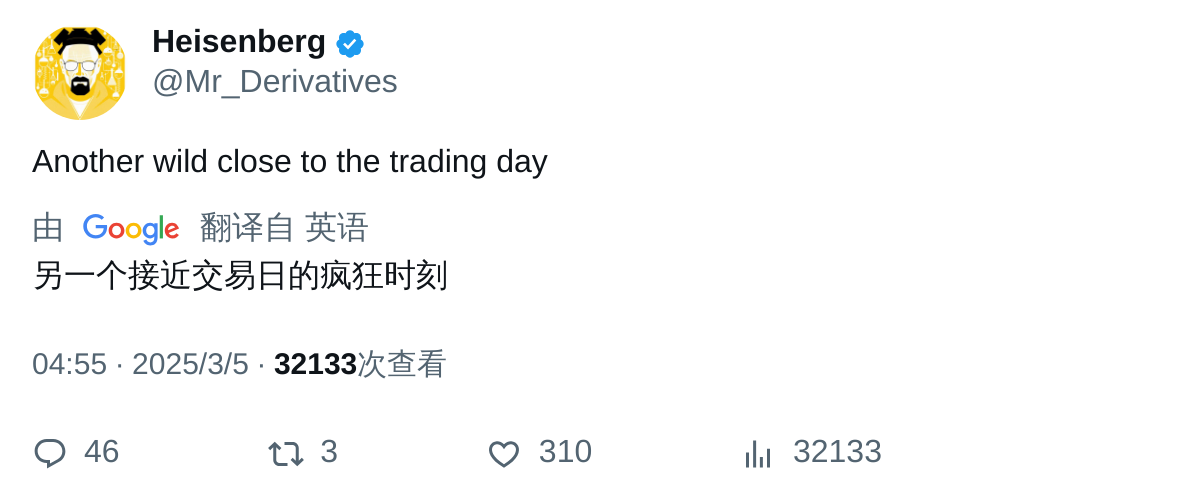 Heisenberg
@Mr_Derivatives
Another wild close to the trading day
由 Google 翻译自 英语
另一个接近交易日的疯狂时刻
04:55 · 2025/3/5 · 32133次查看
46 3 310 32133